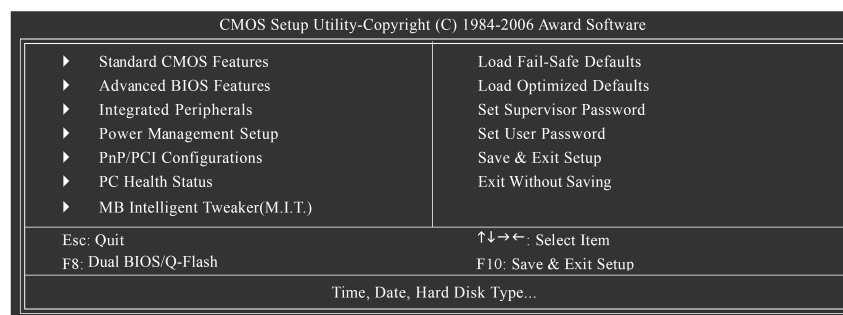 CMOS Setup Utility-Copyright (C) 1984-2006 Award Software
Standard CMOS Features
Advanced BIOS Features
Integrated Peripherals
Power Management Setup
PnP/PCI Configurations
PC Health Status
MB Intelligent Tweaker(M.I.T.)
Load Fail-Safe Defaults
Load Optimized Defaults
Set Supervisor Password
Set User Password
Save & Exit Setup
Exit Without Saving
Esc: Quit
↑↓→←: Select Item
F8: Dual BIOS/Q-Flash
F10: Save & Exit Setup
Time, Date, Hard Disk Type...